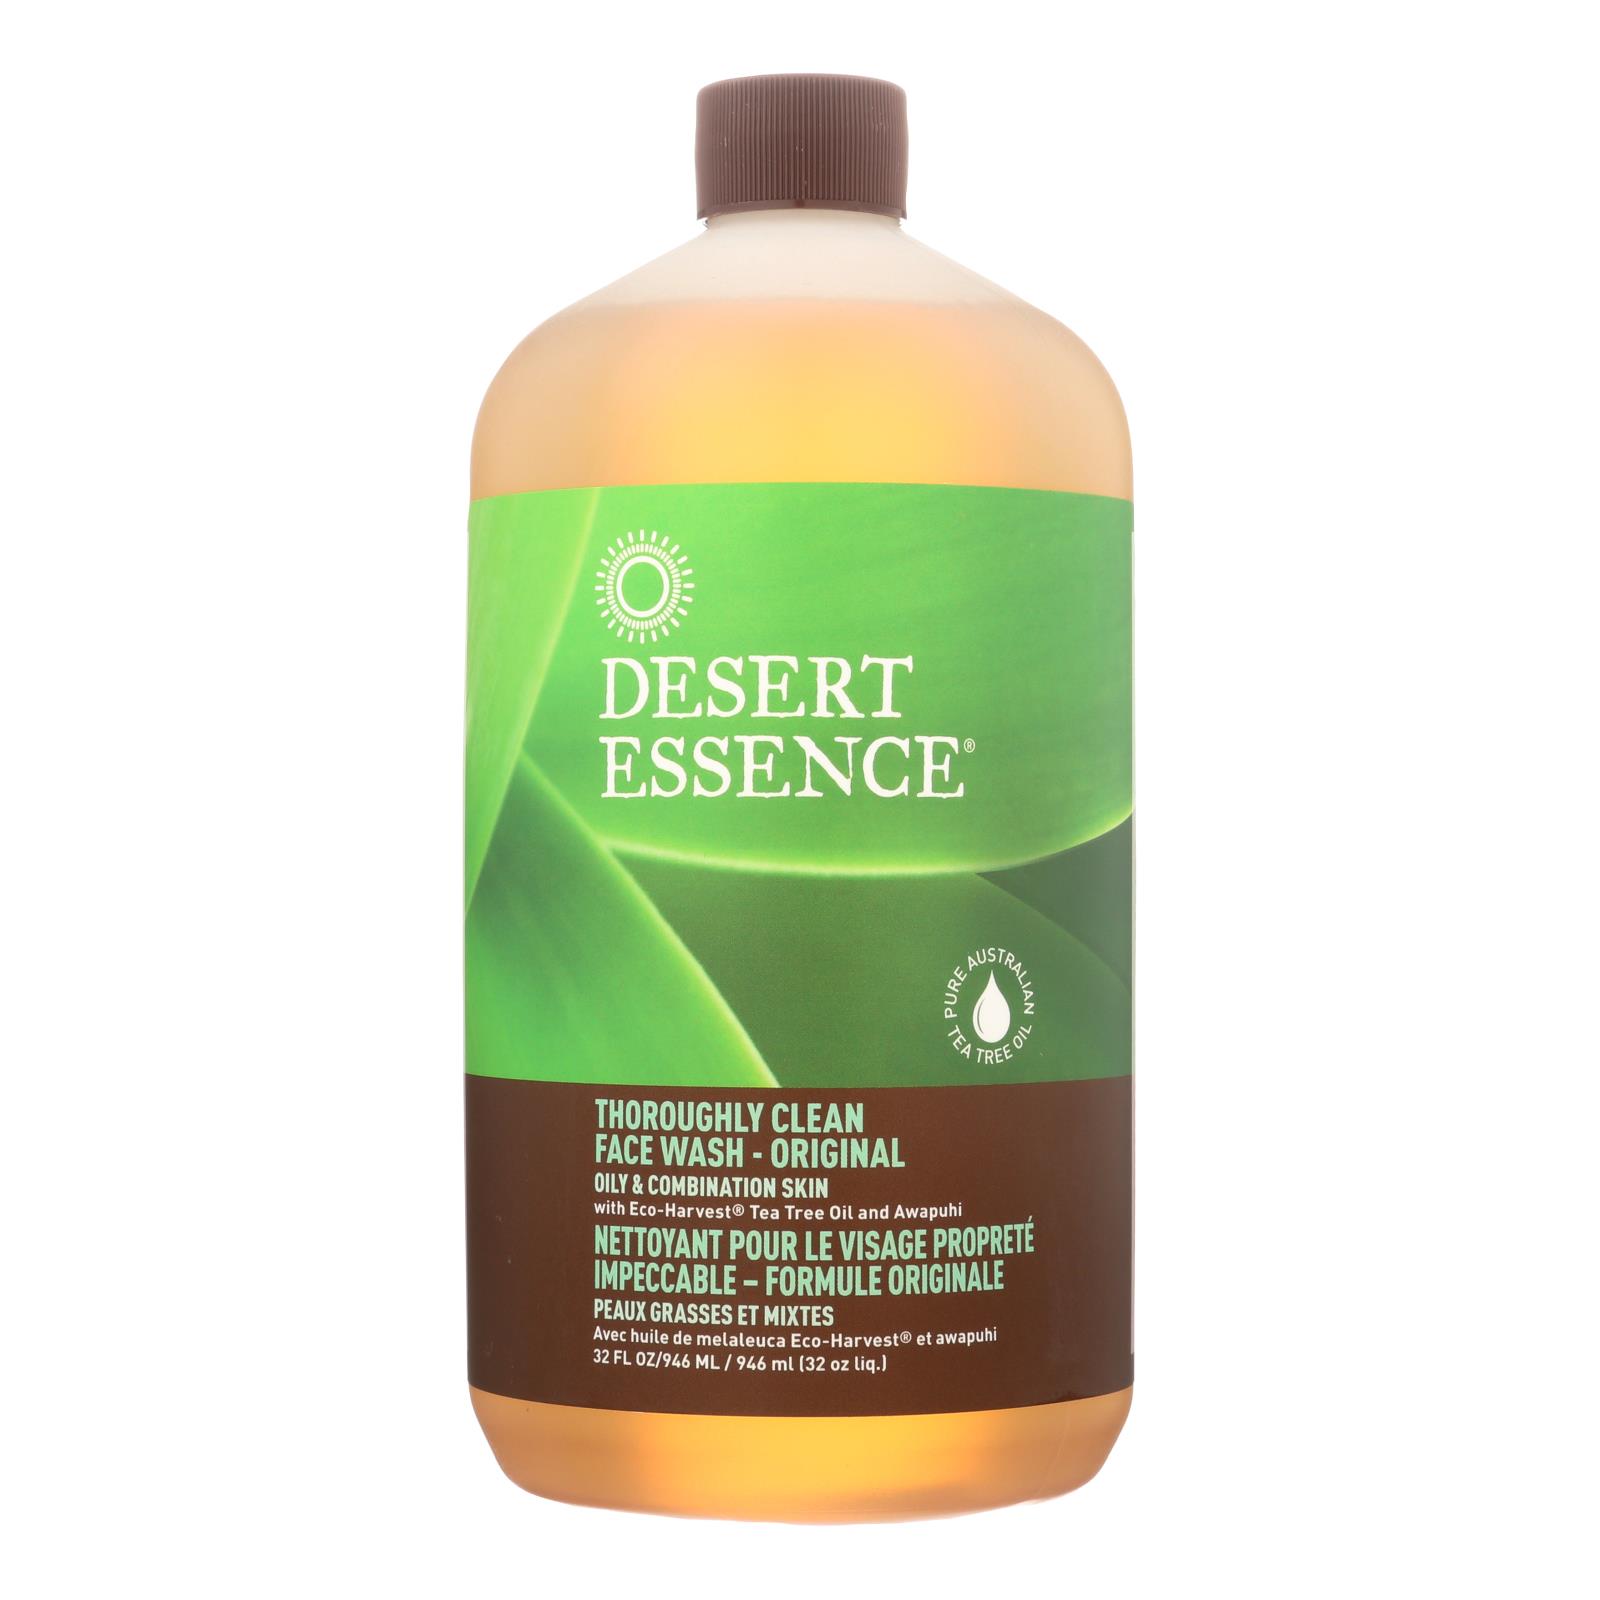 DESERT
ESSENCE®
PURE AUSTRALIAN
TEA TREE OIL
THOROUGHLY CLEAN
FACE WASH - ORIGINAL
OILY & COMBINATION SKIN
with Eco-Harvest® Tea Tree Oil and Awapuhi
NETTOYANT POUR LE VISAGE PROPRETÉ
IMPECCABLE – FORMULE ORIGINALE
PEAUX GRASSES ET MIXTES
Avec huile de melaleuca Eco-Harvest® et awapuhi
32 FL OZ/946 ML / 946 ml (32 oz liq.)